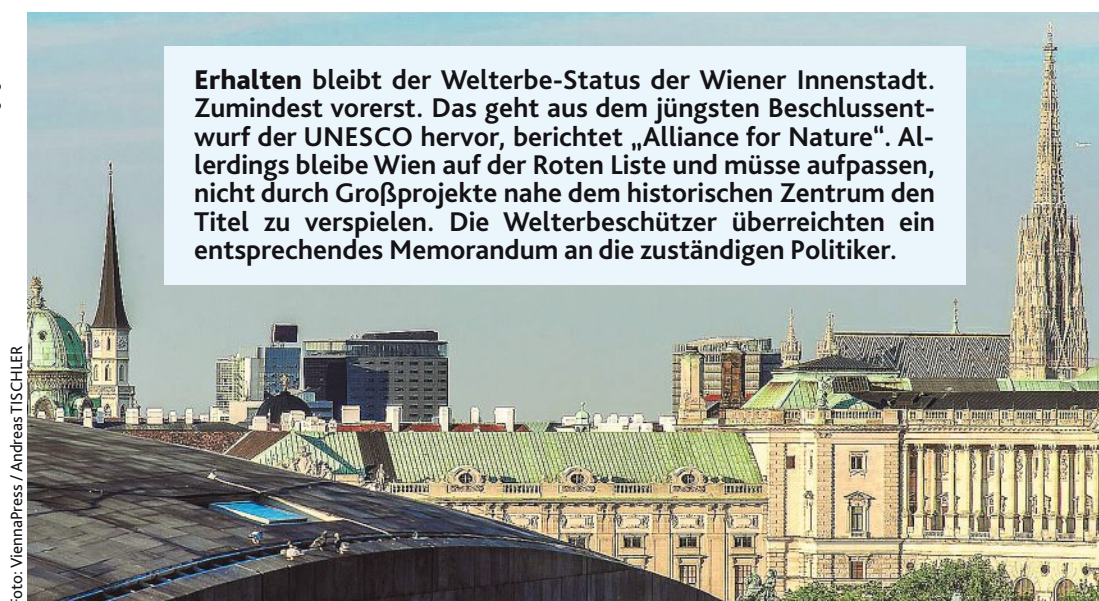 Erhalten bleibt der Welterbe-Status der Wiener Innenstadt.
Zumindest vorerst. Das geht aus dem jüngsten Beschlussent-
wurf der UNESCO hervor, berichtet „Alliance for Nature“. Al-
lerdings bleibe Wien auf der Roten Liste und müsse aufpassen,
nicht durch Großprojekte nahe dem historischen Zentrum den
Titel zu verspielen. Die Welterbeschützer überreichten ein
entsprechendes Memorandum an die zuständigen Politiker.
Foto: ViennaPress / Andreas TISCHLER